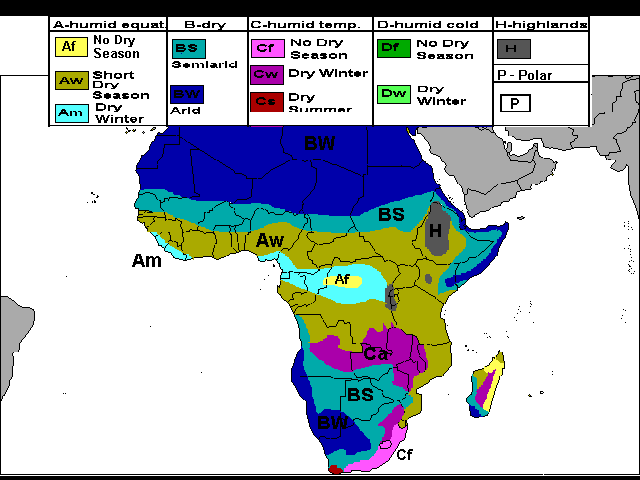 A-humid equat. B-dry C-humid temp. D-humid cold H-highlands
Af No Dry Season
Aw Short Dry Season
Am Dry Winter
BS Semiarid
BW Arid
Cf No Dry Season
Cw Dry Winter
Cs Dry Summer
Df No Dry Season
Dw Dry Winter
H
P - Polar
P
BW
BS
H
Aw
Am
Af
Ca
BS
BW
Cf